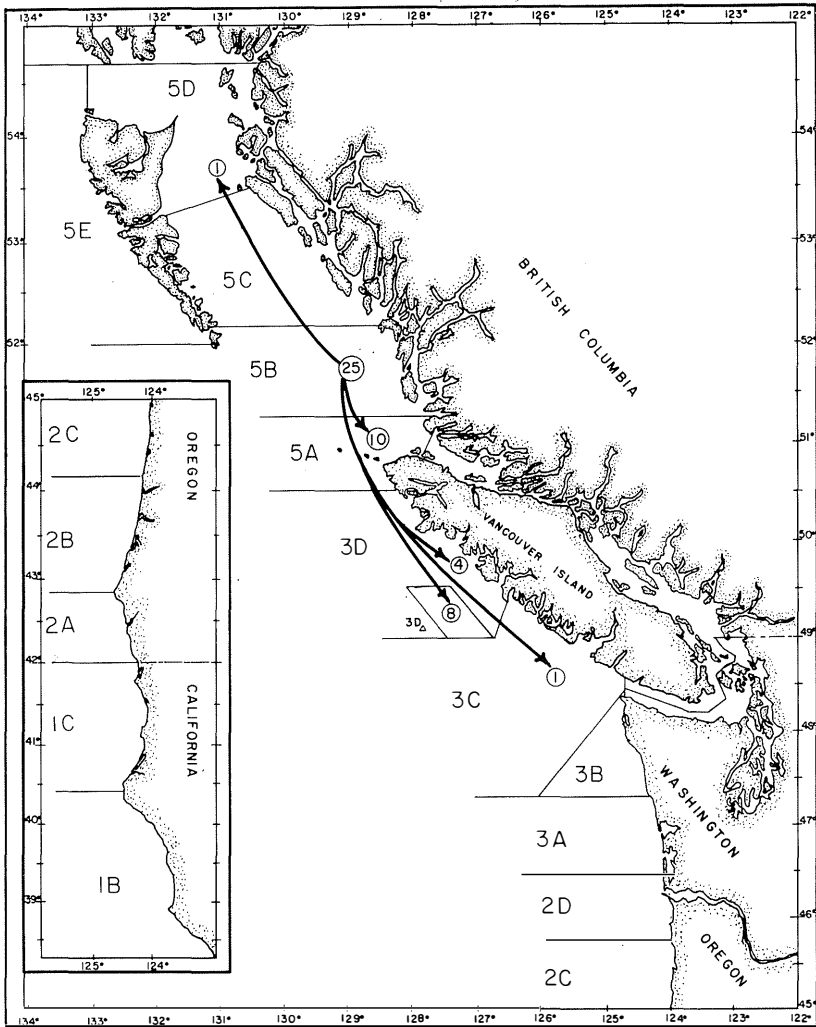 134° 133° 132° 131° 130° 129° 128° 127° 126° 125° 124° 123° 122°
5D
54° 54°
1
5E
53° 53°
5C
BRITISH COLUMBIA
52° 52°
5B
25
10
51°
5A
50°
VANCOUVER ISLAND
3D
4
8
3D△
49°
1
3C
48°
3B
WASHINGTON
47°
3A
2D
46°
OREGON
2C
45°
134° 133° 132° 131° 130° 129° 128° 127° 126° 125° 124° 123° 122°
125° 124°
45°
2C
OREGON
44°
2B
43°
2A
42°
CALIFORNIA
1C
41°
40°
1B
39°
125° 124°